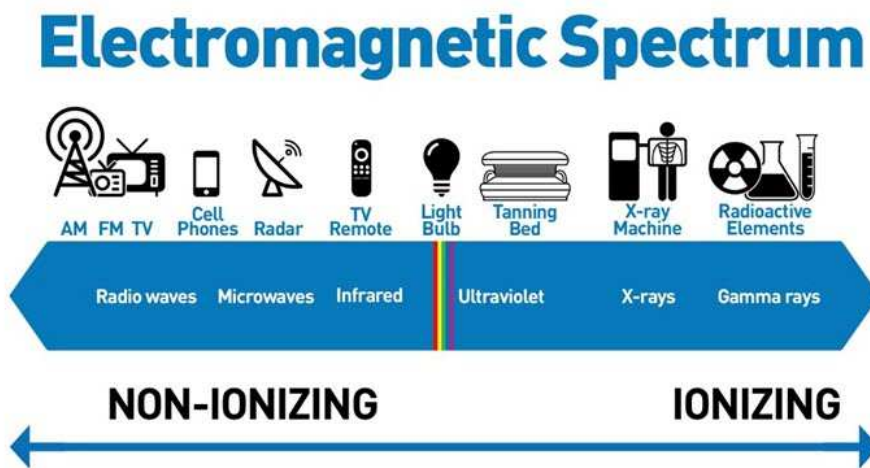 Electromagnetic Spectrum
AM FM TV
Cell
Phones
Radar
TV
Remote
Light
Bulb
Tanning
Bed
X-ray
Machine
Radioactive
Elements
Radio waves
Microwaves
Infrared
Ultraviolet
X-rays
Gamma rays
NON-IONIZING
IONIZING